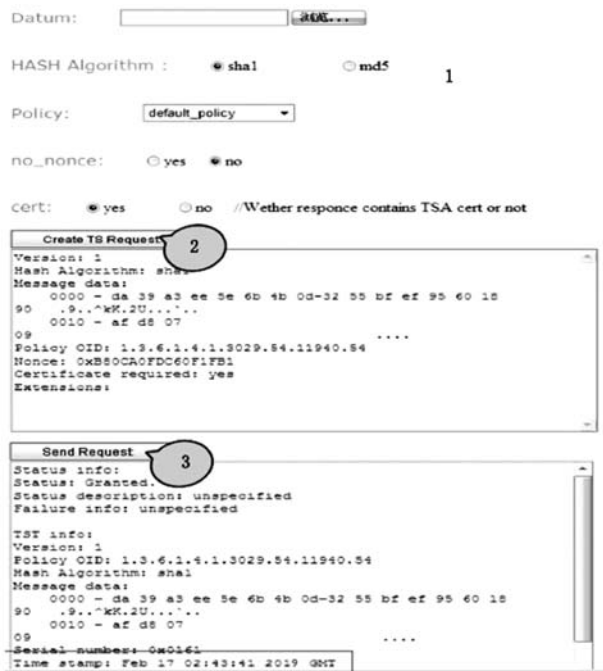 Datum:
HASH Algorithm : sha1 md5
1
Policy: default_policy
no_nonce: yes no
cert: yes no //Wether responce contains TSA cert or not
Create TS Request
2
Version: 1
Hash Algorithm: sha1
Message data:
0000 - da 39 a3 ee 5e 6b 4b 0d-32 55 bf ef 95 60 18
90 .9..^kK.2U...`..
0010 - af d8 07
09 ....
Policy OID: 1.3.6.1.4.1.3029.54.11940.54
Nonce: 0xB80CA0FDC60F1FB1
Certificate required: yes
Extensions:
Send Request
3
Status info:
Status: Granted.
Status description: unspecified
Failure info: unspecified
TST info:
Version: 1
Policy OID: 1.3.6.1.4.1.3029.54.11940.54
Hash Algorithm: sha1
Message data:
0000 - da 39 a3 ee 5e 6b 4b 0d-32 55 bf ef 95 60 18
90 .9..^kK.2U...`..
0010 - af d8 07
09 ....
Serial number: 0x0161
Time stamp: Feb 17 02:43:41 2019 GMT